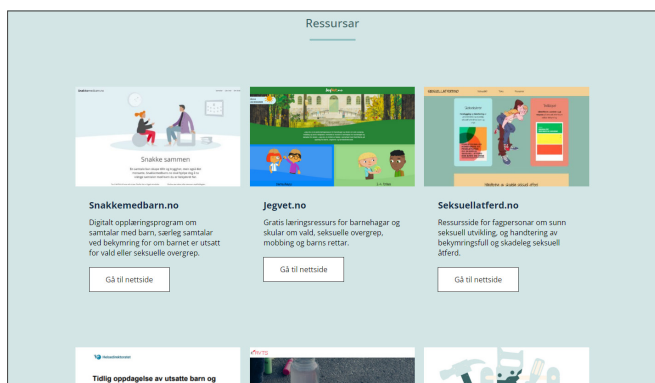 Ressursar
Snakke sammen
Snakkemedbarn.no
Digitalt opplæringsprogram om
samtalar med barn, særleg samtalar
ved bekymring for om barnet er utsatt
for vald eller seksuelle overgrep.
Gå til nettside
Jegvet.no
Gratis læringsressurs for barnehagar og
skular om vald, seksuelle overgrep,
mobbing og barns rettar.
Gå til nettside
Seksuellatferd.no
Ressursside for fagpersonar om sunn
seksuell utvikling, og handtering av
bekymringsfull og skadeleg seksuell
åtferd.
Gå til nettside
Helsedirektoratet
Tidlig oppdagelse av utsatte barn og